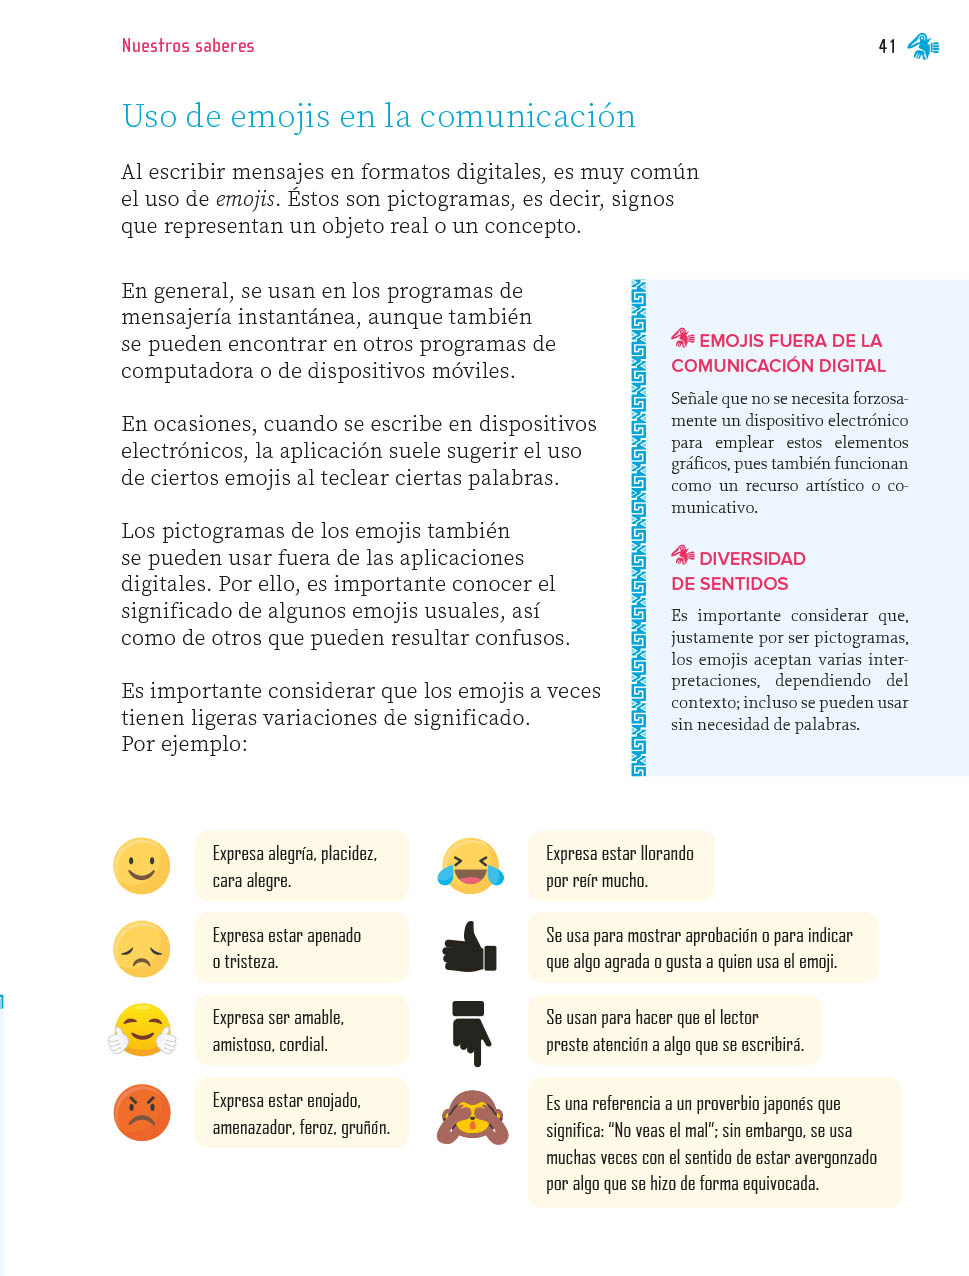 Nuestros saberes
41
Uso de emojis en la comunicación
Al escribir mensajes en formatos digitales, es muy común
el uso de emojis. Éstos son pictogramas, es decir, signos
que representan un objeto real o un concepto.
En general, se usan en los programas de
mensajería instantánea, aunque también
se pueden encontrar en otros programas de
computadora o de dispositivos móviles.
En ocasiones, cuando se escribe en dispositivos
electrónicos, la aplicación suele sugerir el uso
de ciertos emojis al teclear ciertas palabras.
Los pictogramas de los emojis también
se pueden usar fuera de las aplicaciones
digitales. Por ello, es importante conocer el
significado de algunos emojis usuales, así
como de otros que pueden resultar confusos.
Es importante considerar que los emojis a veces
tienen ligeras variaciones de significado.
Por ejemplo:
EMOJIS FUERA DE LA
COMUNICACIÓN DIGITAL
Señale que no se necesita forzosa-
mente un dispositivo electrónico
para emplear estos elementos
gráficos, pues también funcionan
como un recurso artístico o co-
municativo.
DIVERSIDAD
DE SENTIDOS
Es importante considerar que,
justamente por ser pictogramas,
los emojis aceptan varias inter-
pretaciones, dependiendo del
contexto; incluso se pueden usar
sin necesidad de palabras.
Expresa alegría, placidez,
cara alegre.
Expresa estar apenado
o tristeza.
Expresa ser amable,
amistoso, cordial.
Expresa estar enojado,
amenazador, feroz, gruñón.
Expresa estar llorando
por reír mucho.
Se usa para mostrar aprobación o para indicar
que algo agrada o gusta a quien usa el emoji.
Se usan para hacer que el lector
preste atención a algo que se escribirá.
Es una referencia a un proverbio japonés que
significa: "No veas el mal"; sin embargo, se usa
muchas veces con el sentido de estar avergonzado
por algo que se hizo de forma equivocada.